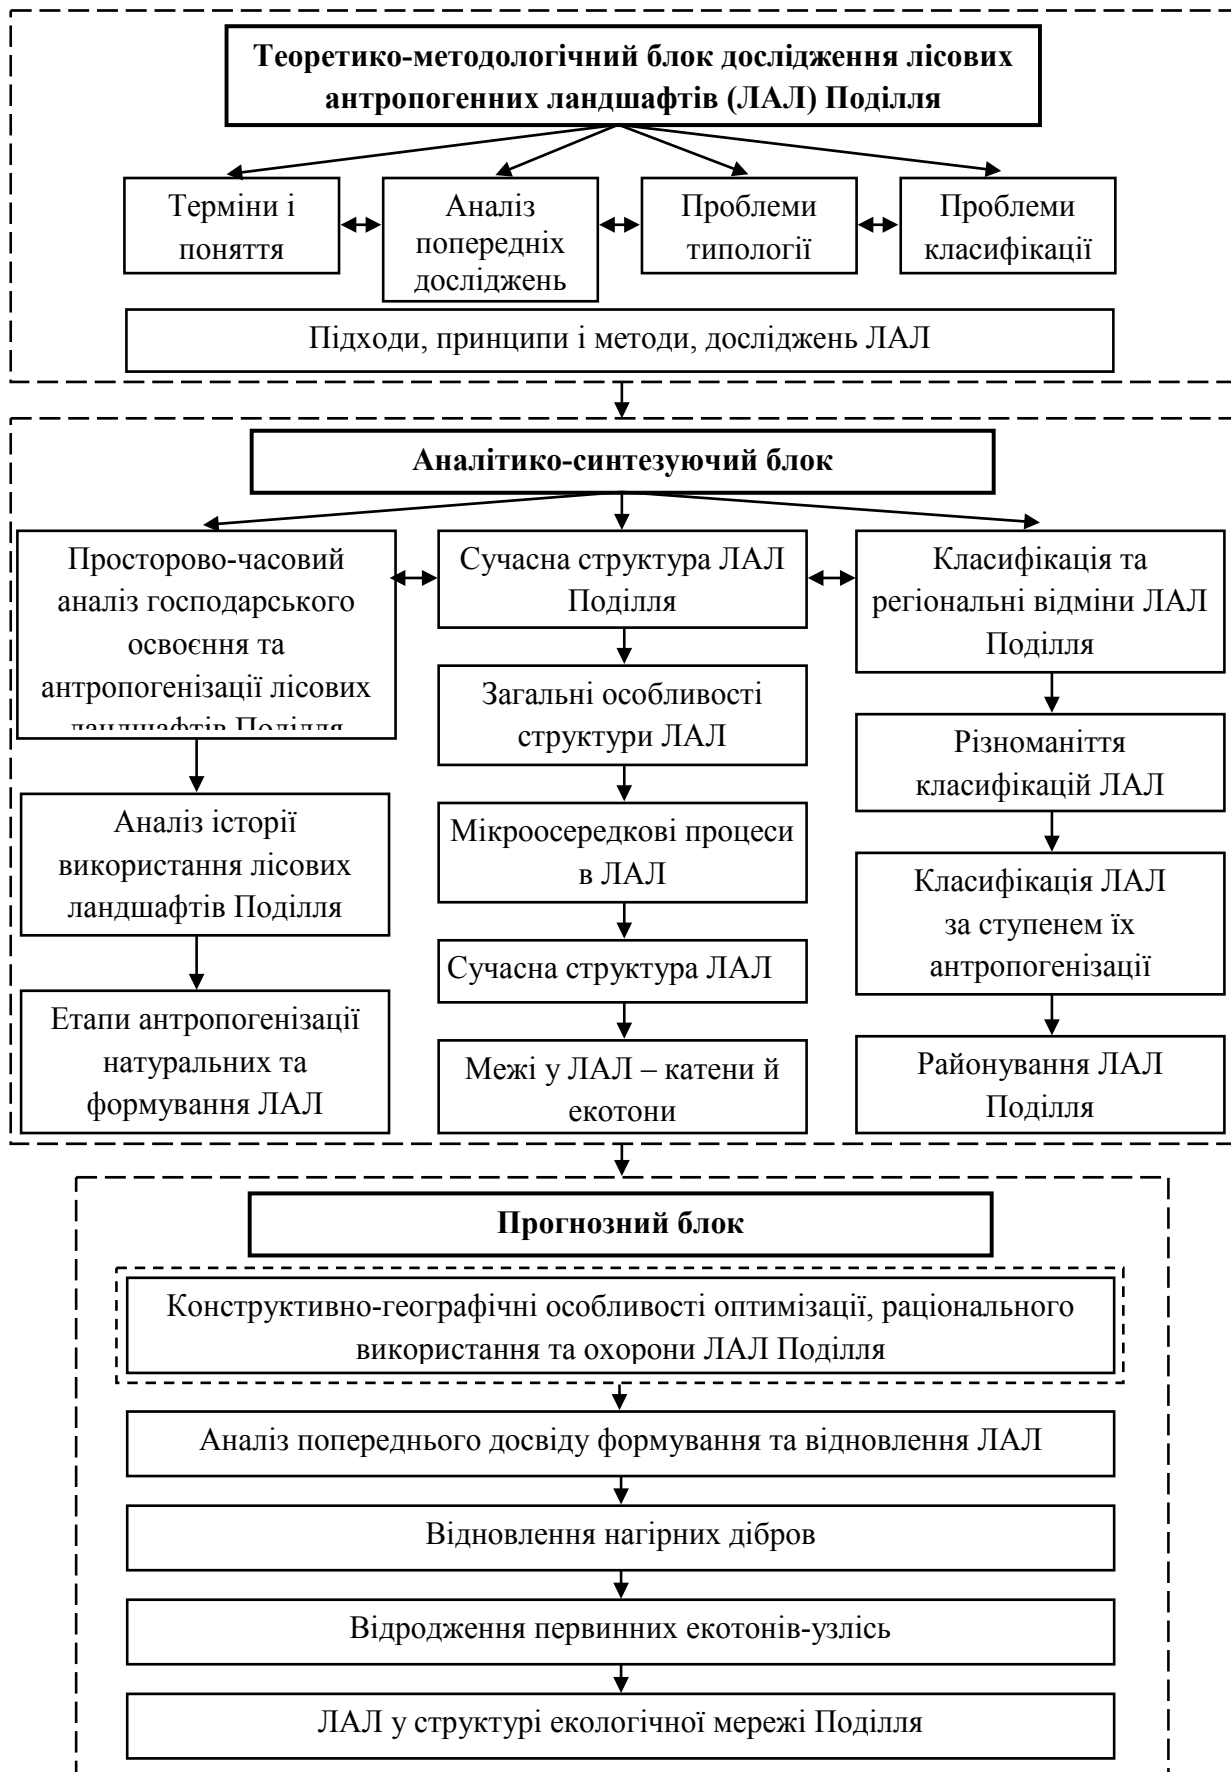 Теоретико-методологічний блок дослідження лісових
антропогенних ландшафтів (ЛАЛ) Поділля
Терміни і
поняття
Аналіз
попередніх
досліджень
Проблеми
типології
Проблеми
класифікації
Підходи, принципи і методи, досліджень ЛАЛ
Аналітико-синтезуючий блок
Просторово-часовий
аналіз господарського
освоєння та
антропогенізації лісових
ландшафтів Поділля
Аналіз історії
використання лісових
ландшафтів Поділля
Етапи антропогенізації
натуральних та
формування ЛАЛ
Сучасна структура ЛАЛ
Поділля
Загальні особливості
структури ЛАЛ
Мікроосередкові процеси
в ЛАЛ
Сучасна структура ЛАЛ
Межі у ЛАЛ – катени й
екотони
Класифікація та
регіональні відміни ЛАЛ
Поділля
Різноманіття
класифікацій ЛАЛ
Класифікація ЛАЛ
за ступенем їх
антропогенізації
Районування ЛАЛ
Поділля
Прогнозний блок
Конструктивно-географічні особливості оптимізації, раціонального
використання та охорони ЛАЛ Поділля
Аналіз попереднього досвіду формування та відновлення ЛАЛ
Відновлення нагірних дібров
Відродження первинних екотонів-узлісь
ЛАЛ у структурі екологічної мережі Поділля